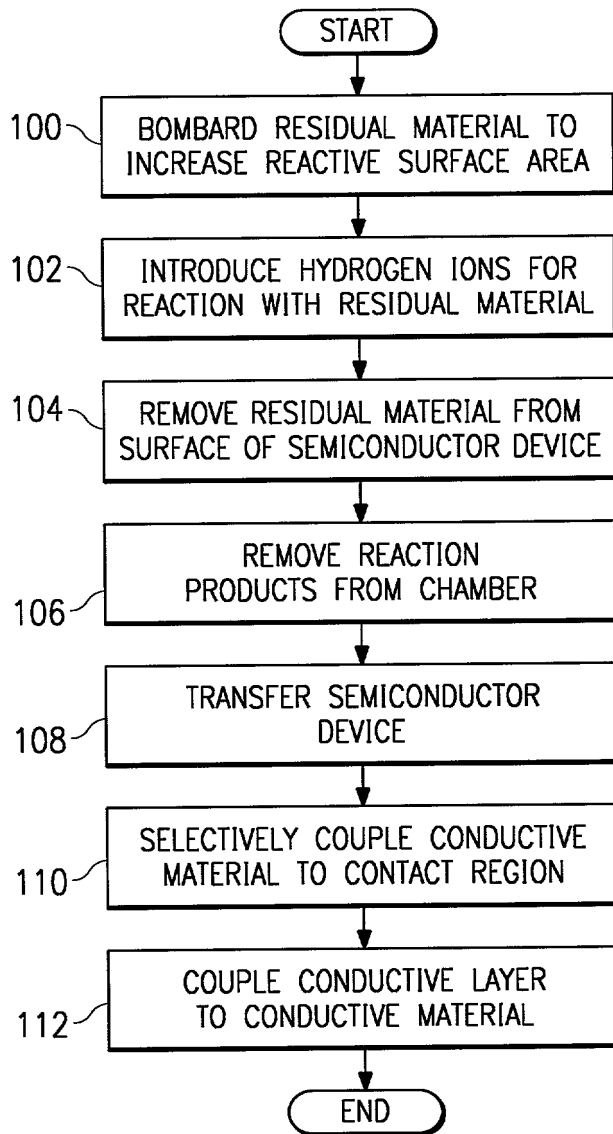 START
100
BOMBARD RESIDUAL MATERIAL TO
INCREASE REACTIVE SURFACE AREA
102
INTRODUCE HYDROGEN IONS FOR
REACTION WITH RESIDUAL MATERIAL
104
REMOVE RESIDUAL MATERIAL FROM
SURFACE OF SEMICONDUCTOR DEVICE
106
REMOVE REACTION
PRODUCTS FROM CHAMBER
108
TRANSFER SEMICONDUCTOR
DEVICE
110
SELECTIVELY COUPLE CONDUCTIVE
MATERIAL TO CONTACT REGION
112
COUPLE CONDUCTIVE LAYER
TO CONDUCTIVE MATERIAL
END